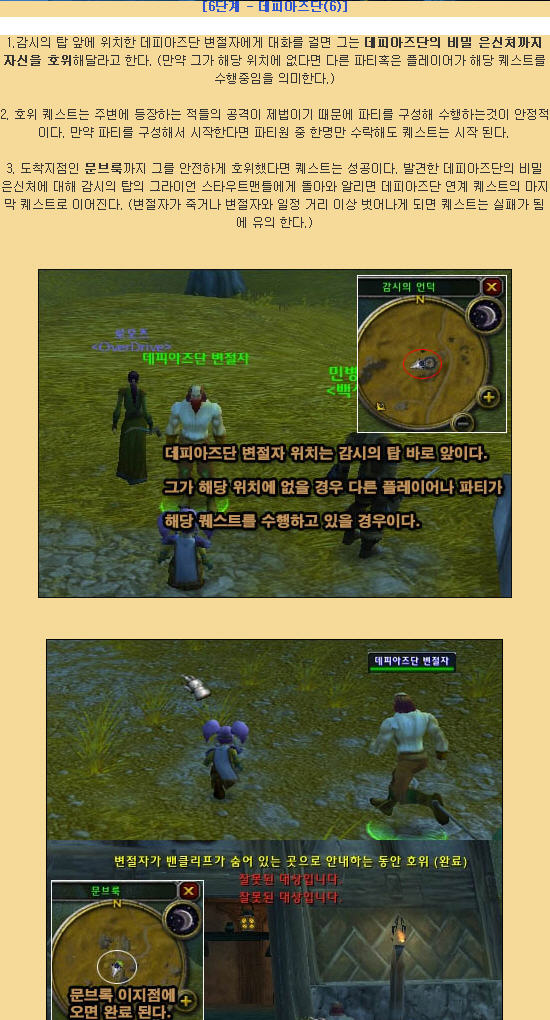 [6단계 - 데피아즈단(6)]
1.감시의 탑 앞에 위치한 데피아즈단 변절자에게 대화를 걸면 그는 데피아즈단의 비밀 은신처까지
자신을 호위해달라고 한다. (만약 그가 해당 위치에 없다면 다른 파티혹은 플레이어가 해당 퀘스트를
수행중임을 의미한다.)
2. 호위 퀘스트는 주변에 등장하는 적들의 공격이 제법이기 때문에 파티를 구성해 수행하는것이 안정적
이다. 만약 파티를 구성해서 시작한다면 파티원 중 한명만 수락해도 퀘스트는 시작 된다.
3. 도착지점인 문브룩까지 그를 안전하게 호위했다면 퀘스트는 성공이다. 발견한 데피아즈단의 비밀
은신처에 대해 감시의 탑의 그라이언 스타우트맨틀에게 돌아와 알리면 데피아즈단 연계 퀘스트의 마지
막 퀘스트로 이어진다. (변절자가 죽거나 변절자와 일정 거리 이상 벗어나게 되면 퀘스트는 실패가 됨
에 유의 한다.)
감시의 언덕
N
<OverDrive>
데피아즈단 변절자
민병
데피아즈단 변절자 위치는 감시의 탑 바로 앞이다.
그가 해당 위치에 없을 경우 다른 플레이어나 파티가
해당 퀘스트를 수행하고 있을 경우이다.
데피아즈단 변절자
변절자가 밴클리프가 숨어 있는 곳으로 안내하는 동안 호위 (완료)
잘못된 대상입니다.
잘못된 대상입니다.
문브룩
N
문브룩 이지점에
오면 완료 된다.